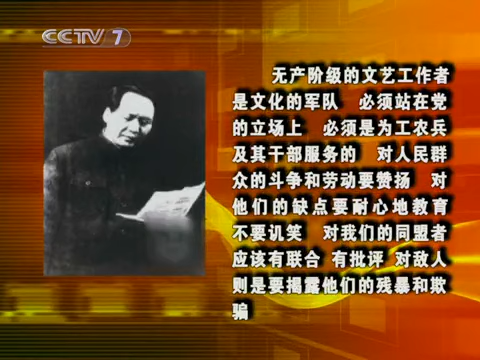 CCTV 7
无产阶级的文艺工作者
是文化的军队 必须站在党
的立场上 必须是为工农兵
及其干部服务的 对人民群
众的斗争和劳动要赞扬 对
他们的缺点要耐心地教育
不要讥笑 对我们的同盟者
应该有联合 有批评 对敌人
则是要揭露他们的残暴和欺
骗